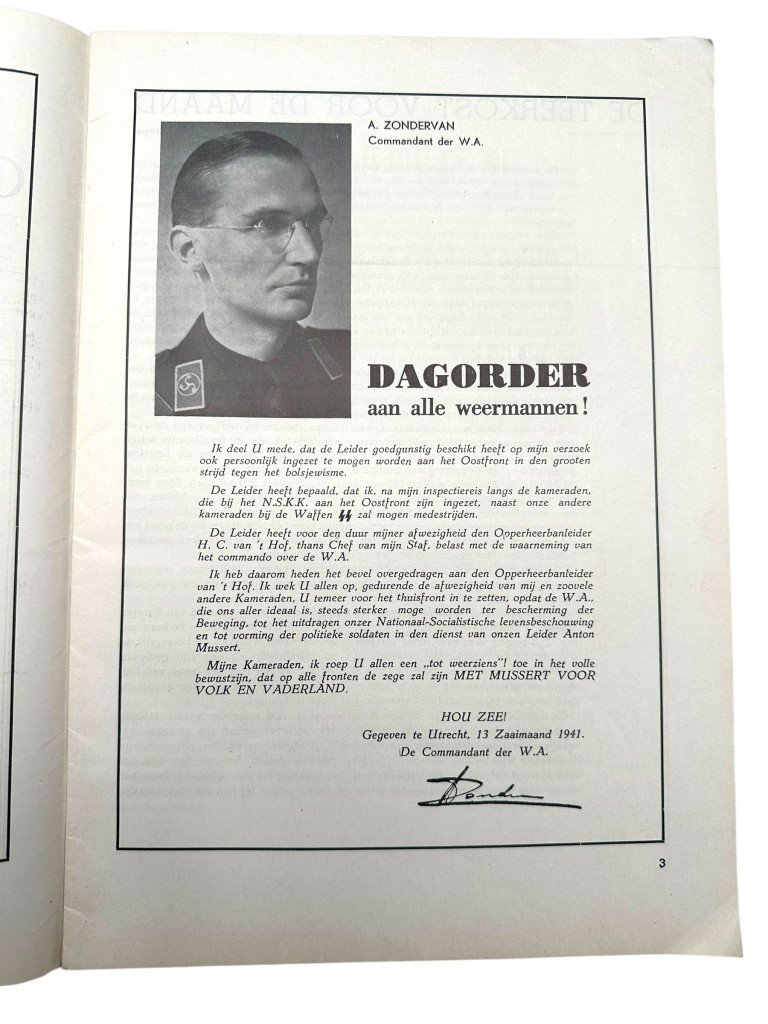 A. ZONDERVAN
Commandant der W.A.
DAGORDER
aan alle weermannen!
Ik deel U mede, dat de Leider goedgunstig beschikt heeft op mijn verzoek
ook persoonlijk ingezet te mogen worden aan het Oostfront in den grooten
strijd tegen het bolsjewisme.
De Leider heeft bepaald, dat ik, na mijn inspectiereis langs de kameraden,
die bij het N.S.K.K. aan het Oostfront zijn ingezet, naast onze andere
kameraden bij de Waffen ϟϟ zal mogen medestrijden.
De Leider heeft voor den duur mijner afwezigheid den Opperheerbanleider
H. C. van 't Hof, thans Chef van mijn Staf, belast met de waarneming van
het commando over de W.A.
Ik heb daarom heden het bevel overgedragen aan den Opperheerbanleider
van 't Hof. Ik wek U allen op, gedurende de afwezigheid van mij en zoovele
andere Kameraden, U temeer voor het thuisfront in te zetten, opdat de W.A.,
die ons aller ideaal is, steeds sterker moge worden ter bescherming der
Beweging, tot het uitdragen onzer Nationaal-Socialistische levensbeschouwing
en tot vorming der politieke soldaten in den dienst van onzen Leider Anton
Mussert.
Mijne Kameraden, ik roep U allen een „tot weerziens"! toe in het volle
bewustzijn, dat op alle fronten de zege zal zijn MET MUSSERT VOOR
VOLK EN VADERLAND.
HOU ZEE!
Gegeven te Utrecht, 13 Zaaimaand 1941.
De Commandant der W.A.
3